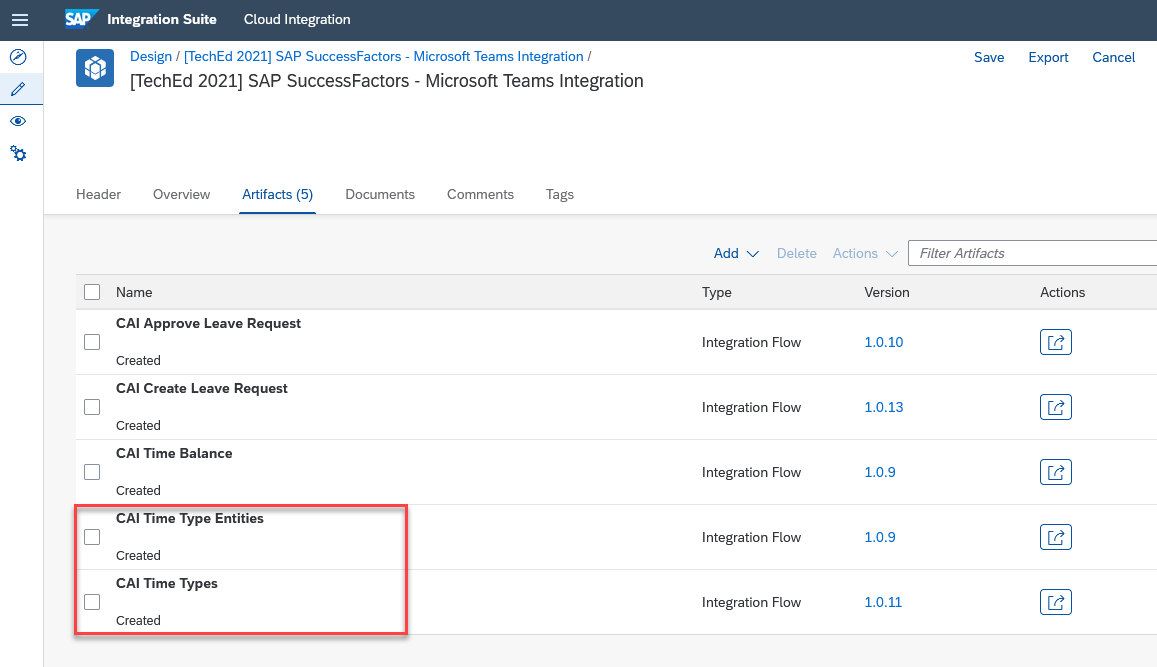 SAP Integration Suite Cloud Integration
Design / [TechEd 2021] SAP SuccessFactors - Microsoft Teams Integration /
Save Export Cancel
[TechEd 2021] SAP SuccessFactors - Microsoft Teams Integration
Header Overview Artifacts (5) Documents Comments Tags
Add Delete Actions Filter Artifacts
Name Type Version Actions
CAI Approve Leave Request
Integration Flow 1.0.10
Created
CAI Create Leave Request
Integration Flow 1.0.13
Created
CAI Time Balance
Integration Flow 1.0.9
Created
CAI Time Type Entities
Integration Flow 1.0.9
Created
CAI Time Types
Integration Flow 1.0.11
Created